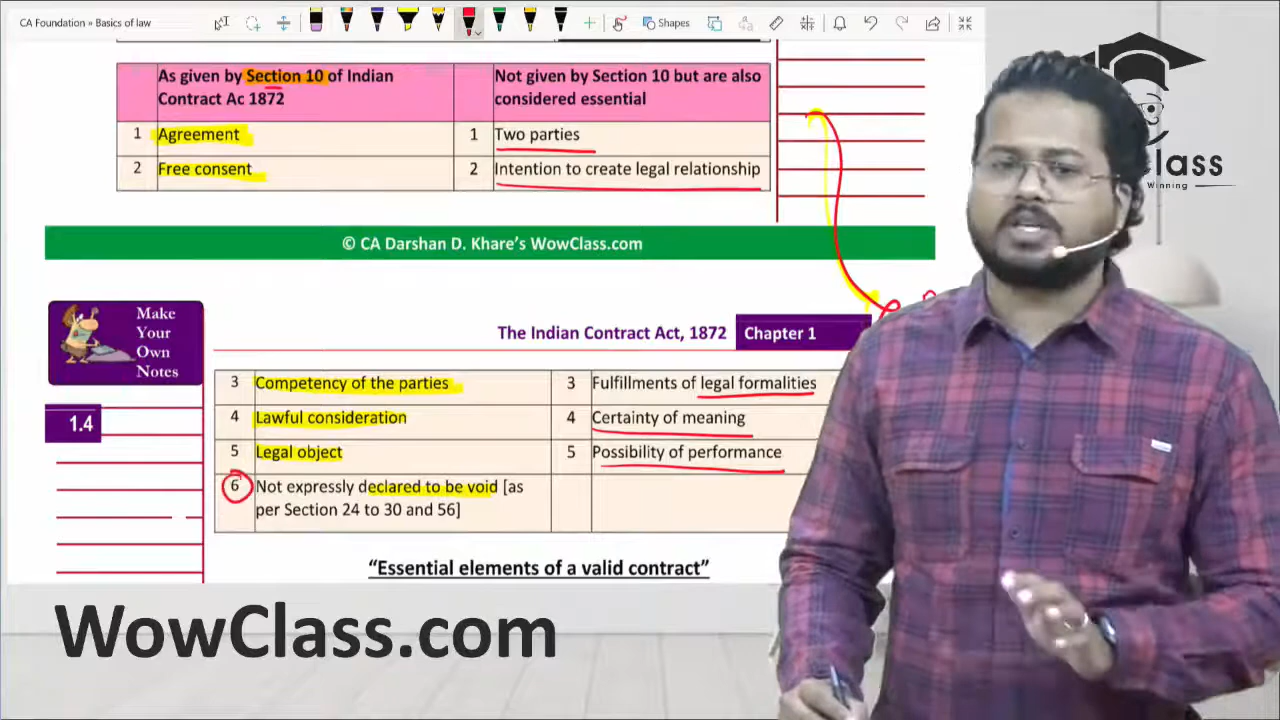 CA Foundation » Basics of law
Shapes
As given by Section 10 of Indian Contract Ac 1872
Not given by Section 10 but are also considered essential
1 Agreement
1 Two parties
2 Free consent
2 Intention to create legal relationship
© CA Darshan D. Khare's WowClass.com
class
Winning
Make
Your
Own
Notes
The Indian Contract Act, 1872
Chapter 1
1.4
3 Competency of the parties
3 Fulfillments of legal formalities
4 Lawful consideration
4 Certainty of meaning
5 Legal object
5 Possibility of performance
6 Not expressly declared to be void [as
per Section 24 to 30 and 56]
“Essential elements of a valid contract”
WowClass.com